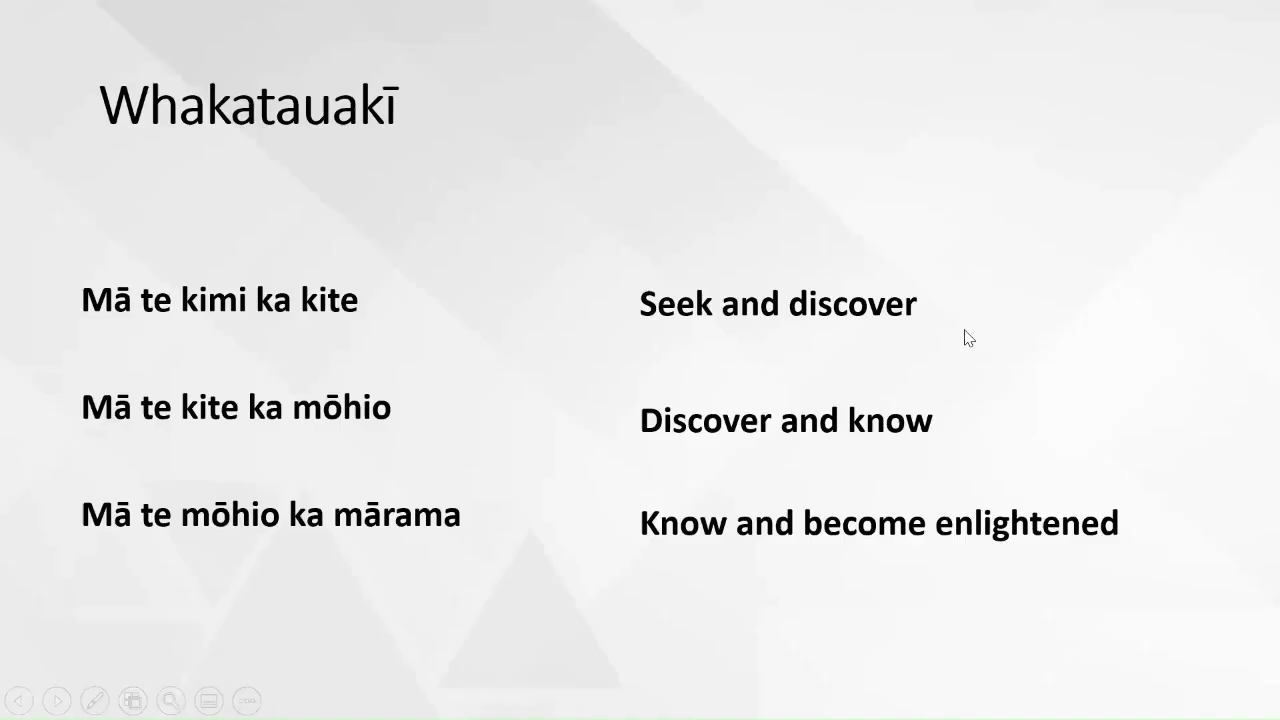 Whakatauakī
Mā te kimi ka kite
Seek and discover
Mā te kite ka mōhio
Discover and know
Mā te mōhio ka mārama
Know and become enlightened